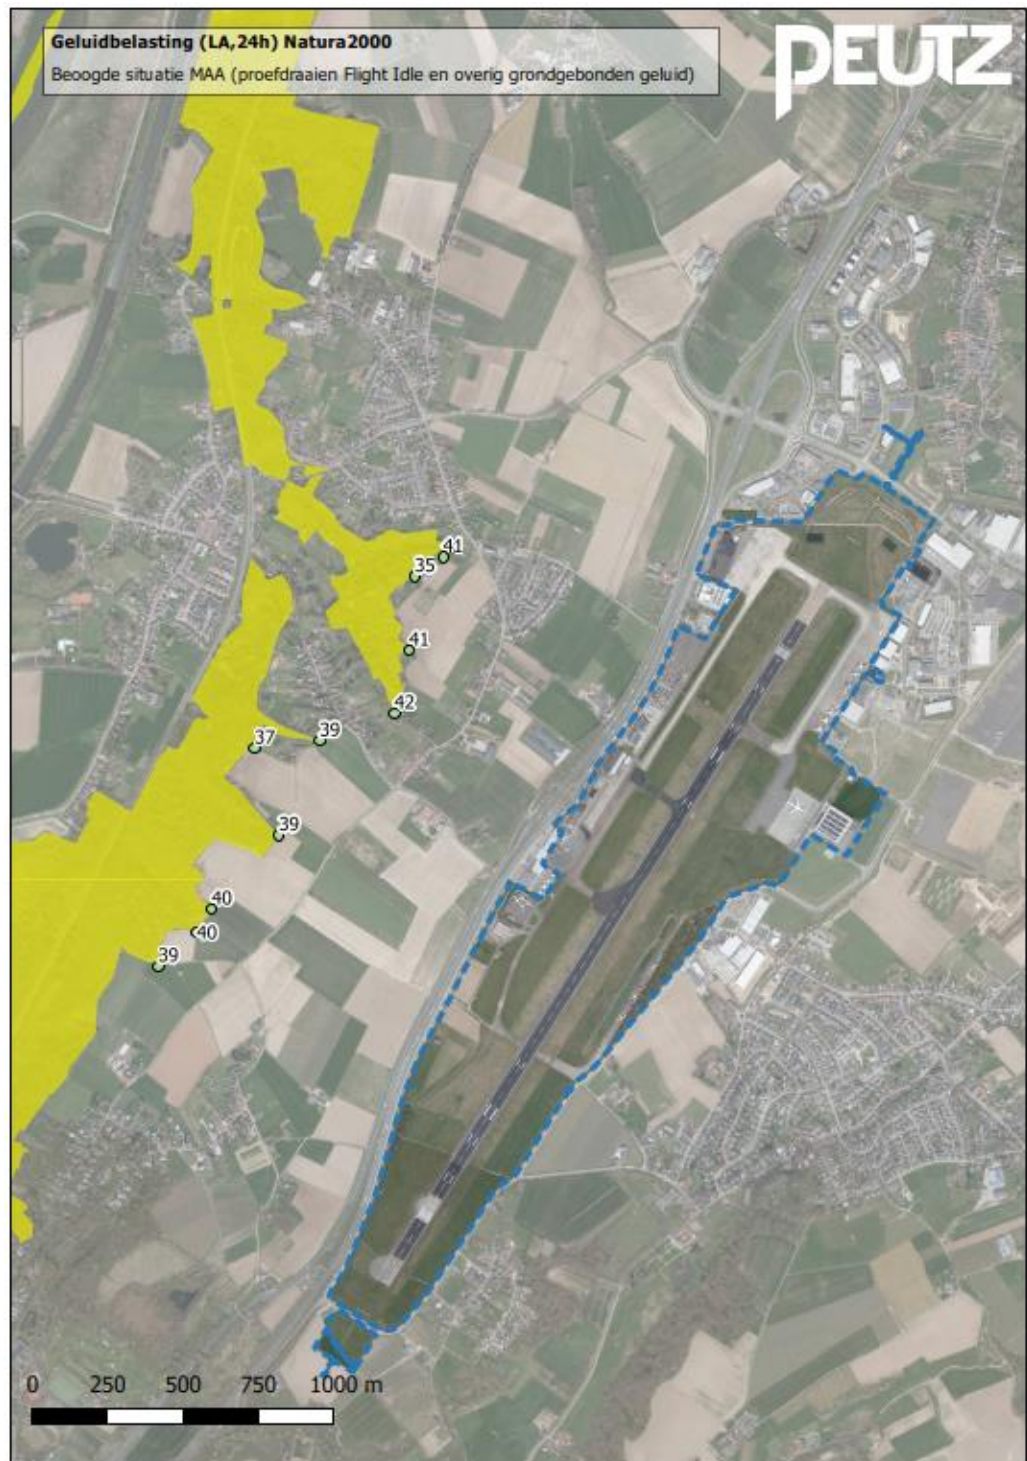 Geluidbelasting (LA,24h) Natura2000
Beoogde situatie MAA (proefdraaien Flight Idle en overig grondgebonden geluid)
PEUTZ
41
35
41
42
39
37
39
40
40
39
0 250 500 750 1000 m